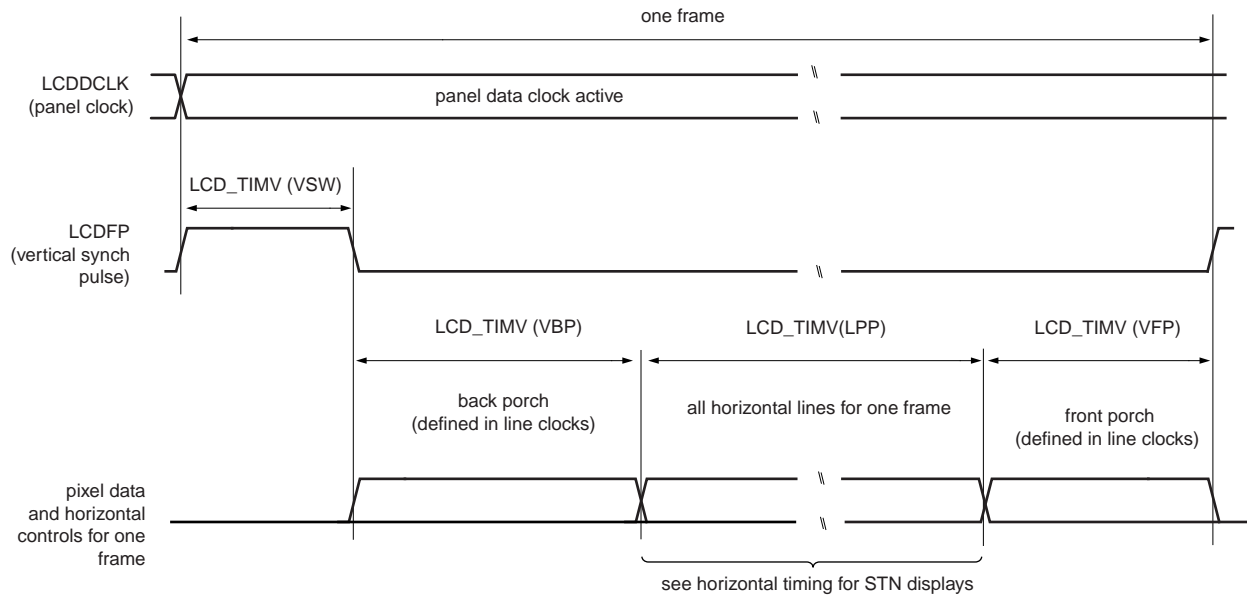 one frame
LCDDCLK
(panel clock)
panel data clock active
LCD_TIMV (VSW)
LCDFP
(vertical synch
pulse)
LCD_TIMV (VBP)
LCD_TIMV(LPP)
LCD_TIMV (VFP)
back porch
(defined in line clocks)
all horizontal lines for one frame
front porch
(defined in line clocks)
pixel data
and horizontal
controls for one
frame
see horizontal timing for STN displays